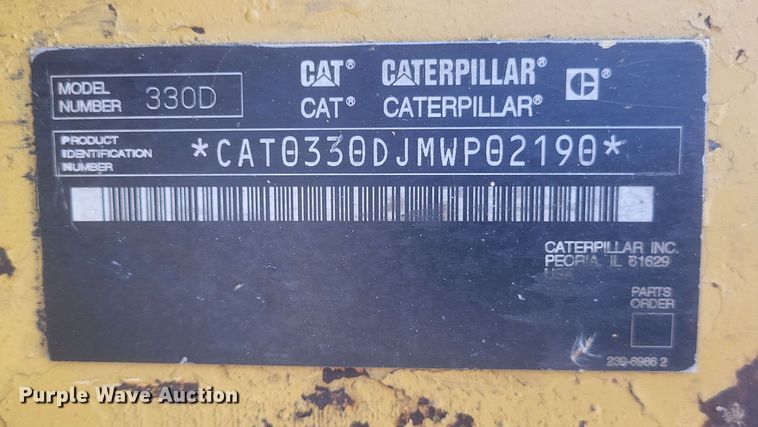 MODEL NUMBER 330D
CAT CATERPILLAR C
CAT® CATERPILLAR®
PRODUCT IDENTIFICATION NUMBER *CAT0330DJMWP02190*
CATERPILLAR INC.
PEORIA, IL 61629
USA
PARTS ORDER
239-6986 2
Purple Wave Auction